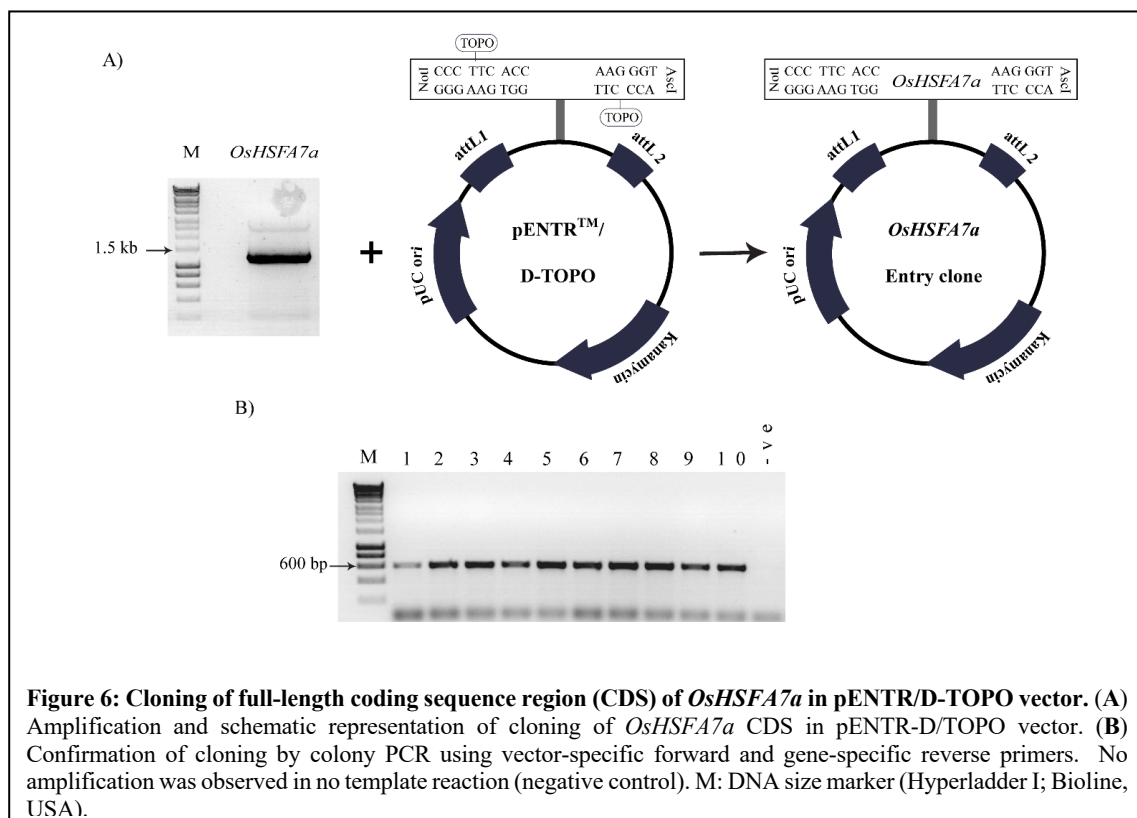 A)
TOPO
NotI CCC TTC ACC AAG GGT AscI
GGG AAG TGG TTC CCA
TOPO
NotI CCC TTC ACC OsHSFA7a AAG GGT AscI
GGG AAG TGG TTC CCA
M OsHSFA7a
1.5 kb
+
attL1 attL2
pENTR™/
D-TOPO
pUC ori
Kanamycin
attL1 attL2
OsHSFA7a
Entry clone
pUC ori
Kanamycin
B)
M 1 2 3 4 5 6 7 8 9 1 0 -ve
600 bp
Figure 6: Cloning of full-length coding sequence region (CDS) of OsHSFA7a in pENTR/D-TOPO vector. (A)
Amplification and schematic representation of cloning of OsHSFA7a CDS in pENTR-D/TOPO vector. (B)
Confirmation of cloning by colony PCR using vector-specific forward and gene-specific reverse primers. No
amplification was observed in no template reaction (negative control). M: DNA size marker (Hyperladder I; Bioline,
USA).